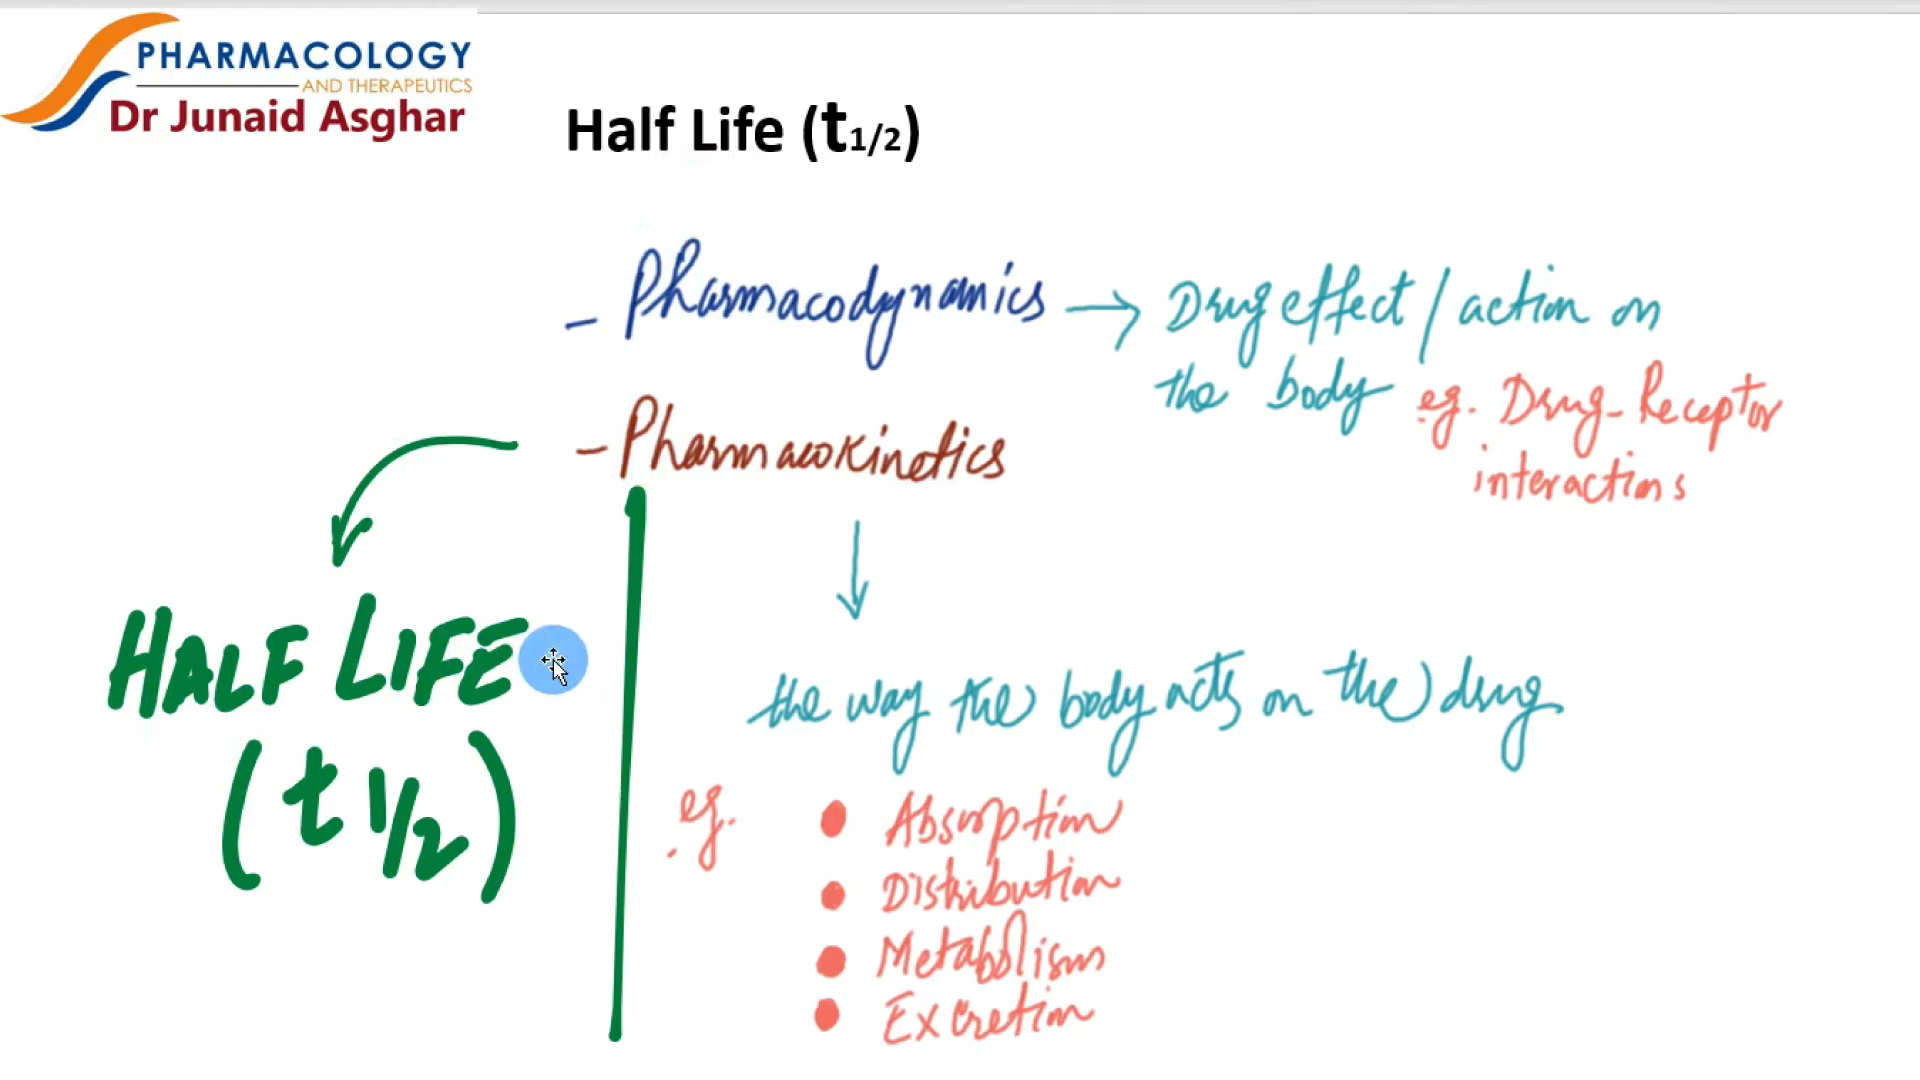 PHARMACOLOGY
AND THERAPEUTICS
Dr Junaid Asghar
Half Life (t1/2)
- Pharmacodynamics → Drug effect / action on
the body eg. Drug-Receptor
interactions
- Pharmacokinetics
HALF LIFE
(t 1/2)
the way the body acts on the drug
eg.
● Absorption
● Distribution
● Metabolism
● Excretion